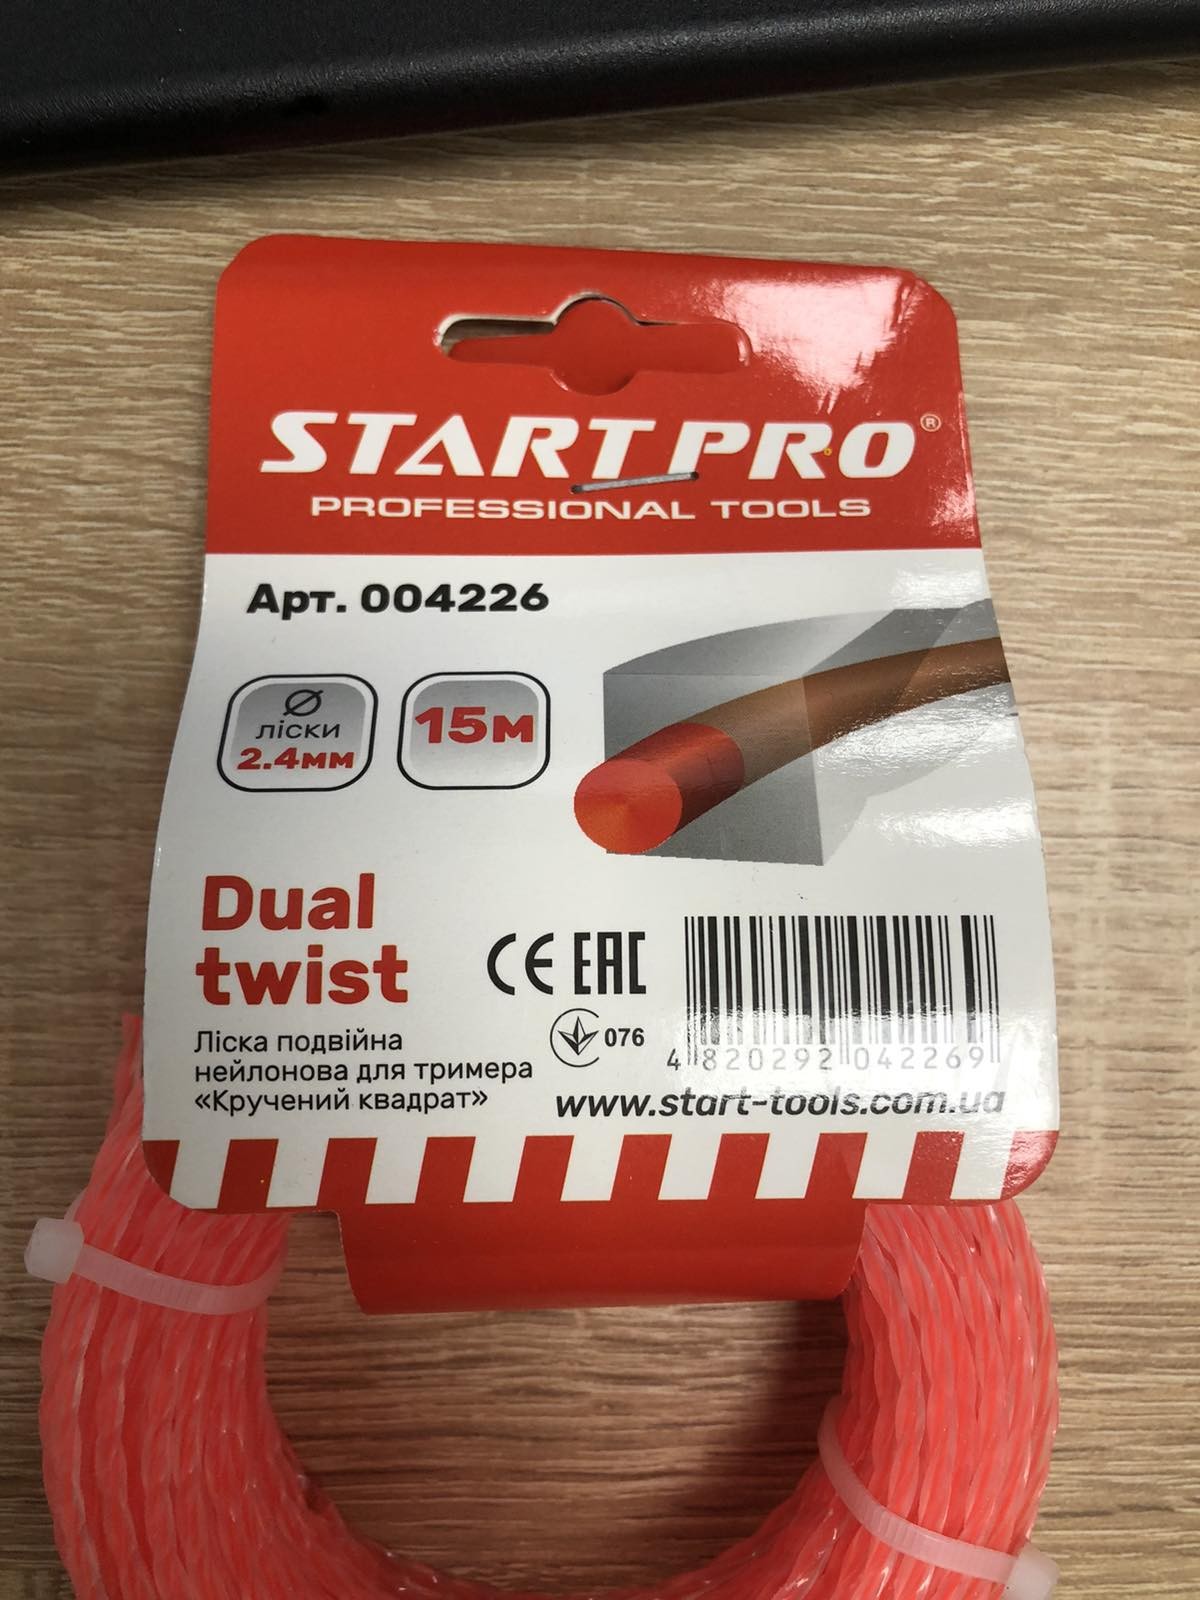 START PRO®
PROFESSIONAL TOOLS
Арт. 004226
Ø
ліски
2.4мм
15м
Dual
twist
CE EAC
076
Ліска подвійна
нейлонова для тримера
«Кручений квадрат»
4 820292 042269
www.start-tools.com.ua